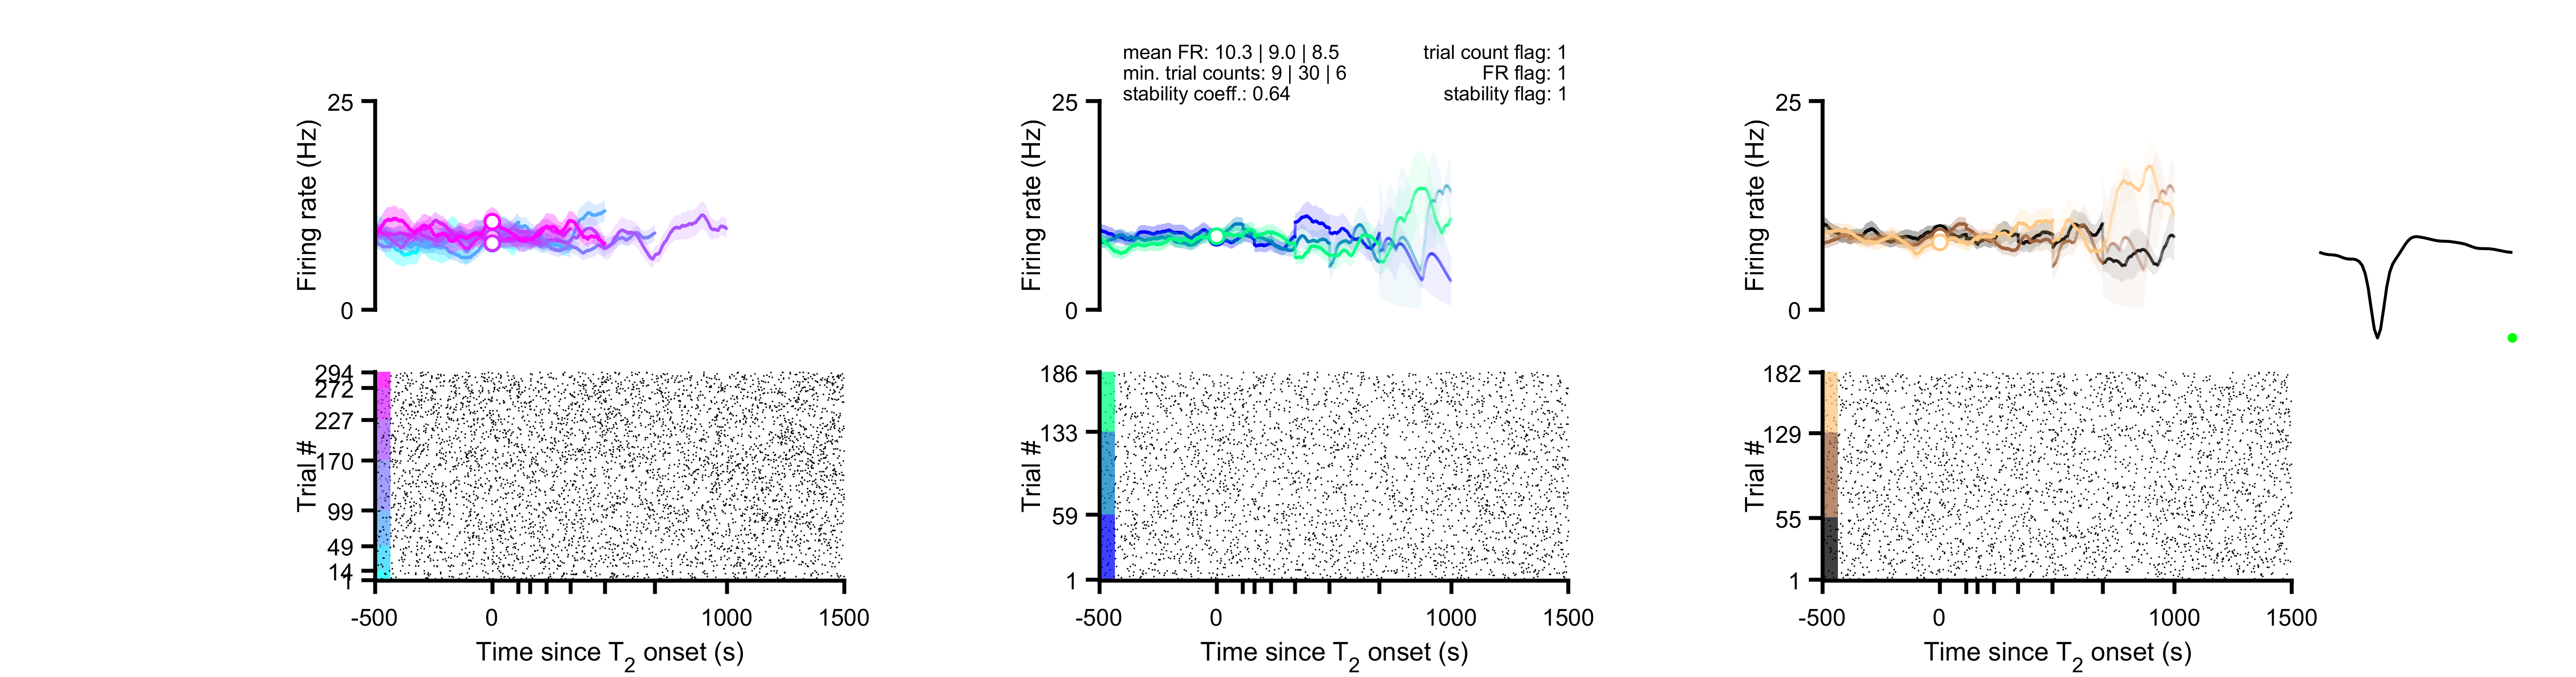 mean FR: 10.3 | 9.0 | 8.5
min. trial counts: 9 | 30 | 6
stability coeff.: 0.64
trial count flag: 1
FR flag: 1
stability flag: 1
25
Firing rate (Hz)
0
294
272
227
170
99
49
14
Trial #
-500 0 1000 1500
Time since T2 onset (s)
25
Firing rate (Hz)
0
186
133
59
1
Trial #
-500 0 1000 1500
Time since T2 onset (s)
25
Firing rate (Hz)
0
182
129
55
1
Trial #
-500 0 1000 1500
Time since T2 onset (s)